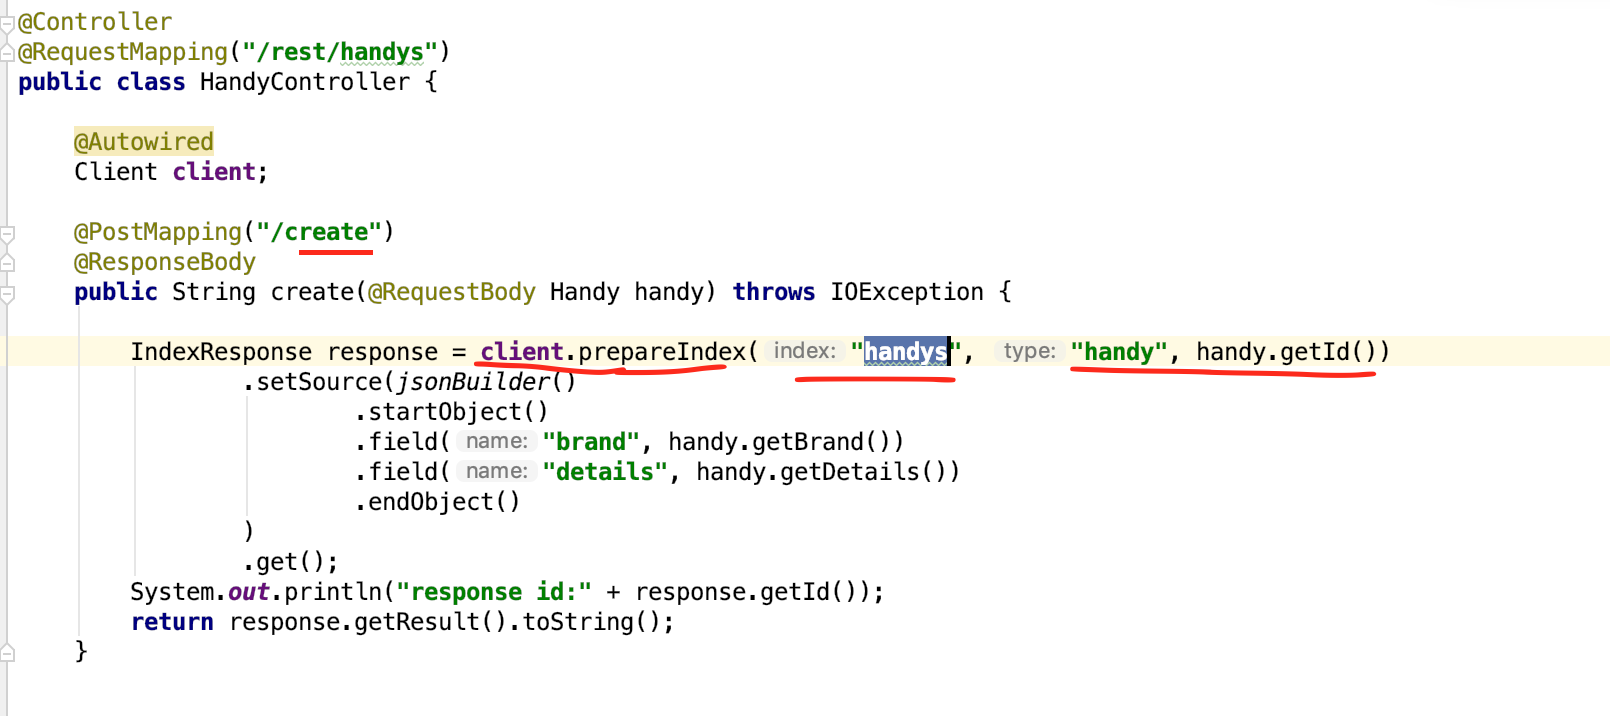 @Controller
@RequestMapping("/rest/handys")
public class HandyController {
@Autowired
Client client;
@PostMapping("/create")
@ResponseBody
public String create(@RequestBody Handy handy) throws IOException {
IndexResponse response = client.prepareIndex( index: "handys", type: "handy", handy.getId())
.setSource(jsonBuilder()
.startObject()
.field( name: "brand", handy.getBrand())
.field( name: "details", handy.getDetails())
.endObject()
)
.get();
System.out.println("response id:" + response.getId());
return response.getResult().toString();
}